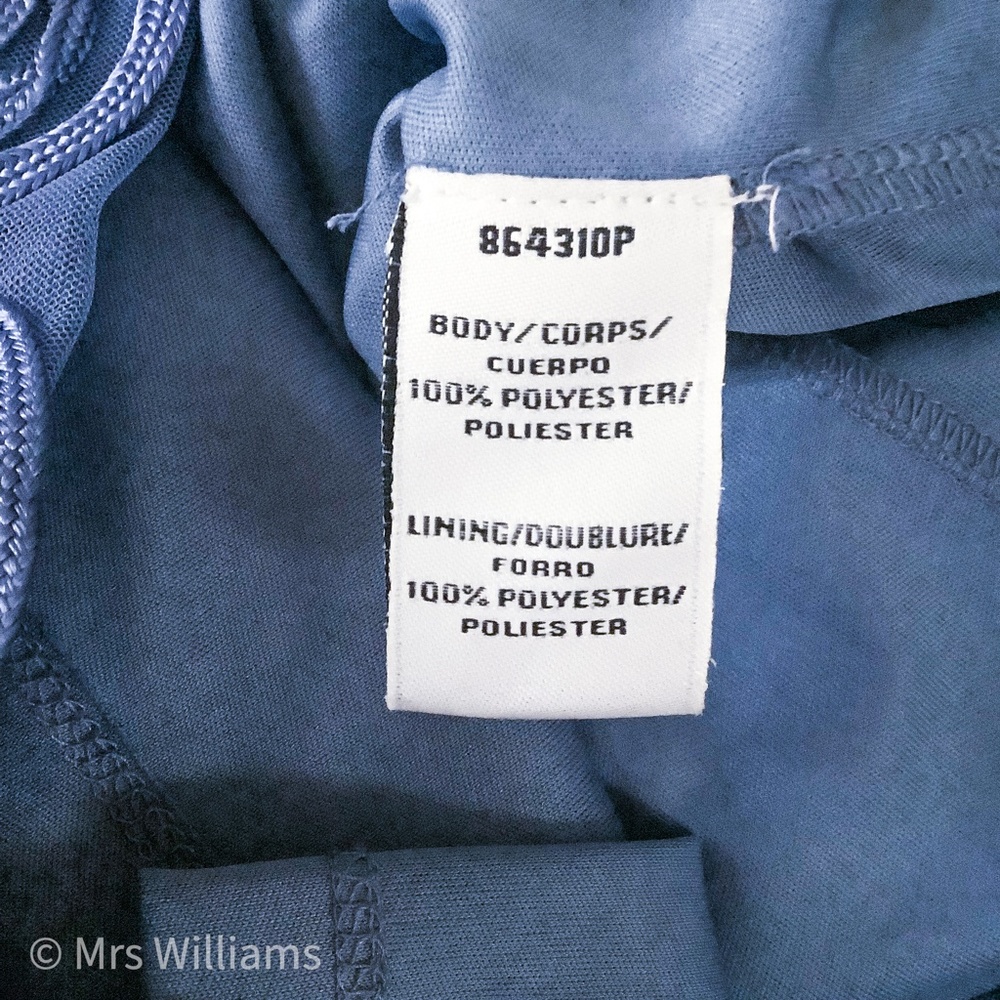 864310P
BODY/CORPS/
CUERPO
100% POLYESTER/
POLIESTER
LINING/DOUBLURE/
FORRO
100% POLYESTER/
POLIESTER
© Mrs Williams